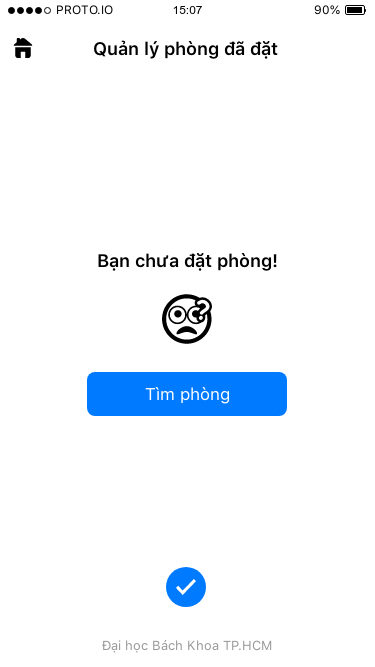 PROTO.IO 15:07 90%
Quản lý phòng đã đặt
Bạn chưa đặt phòng!
?
Tìm phòng
Đại học Bách Khoa TP.HCM